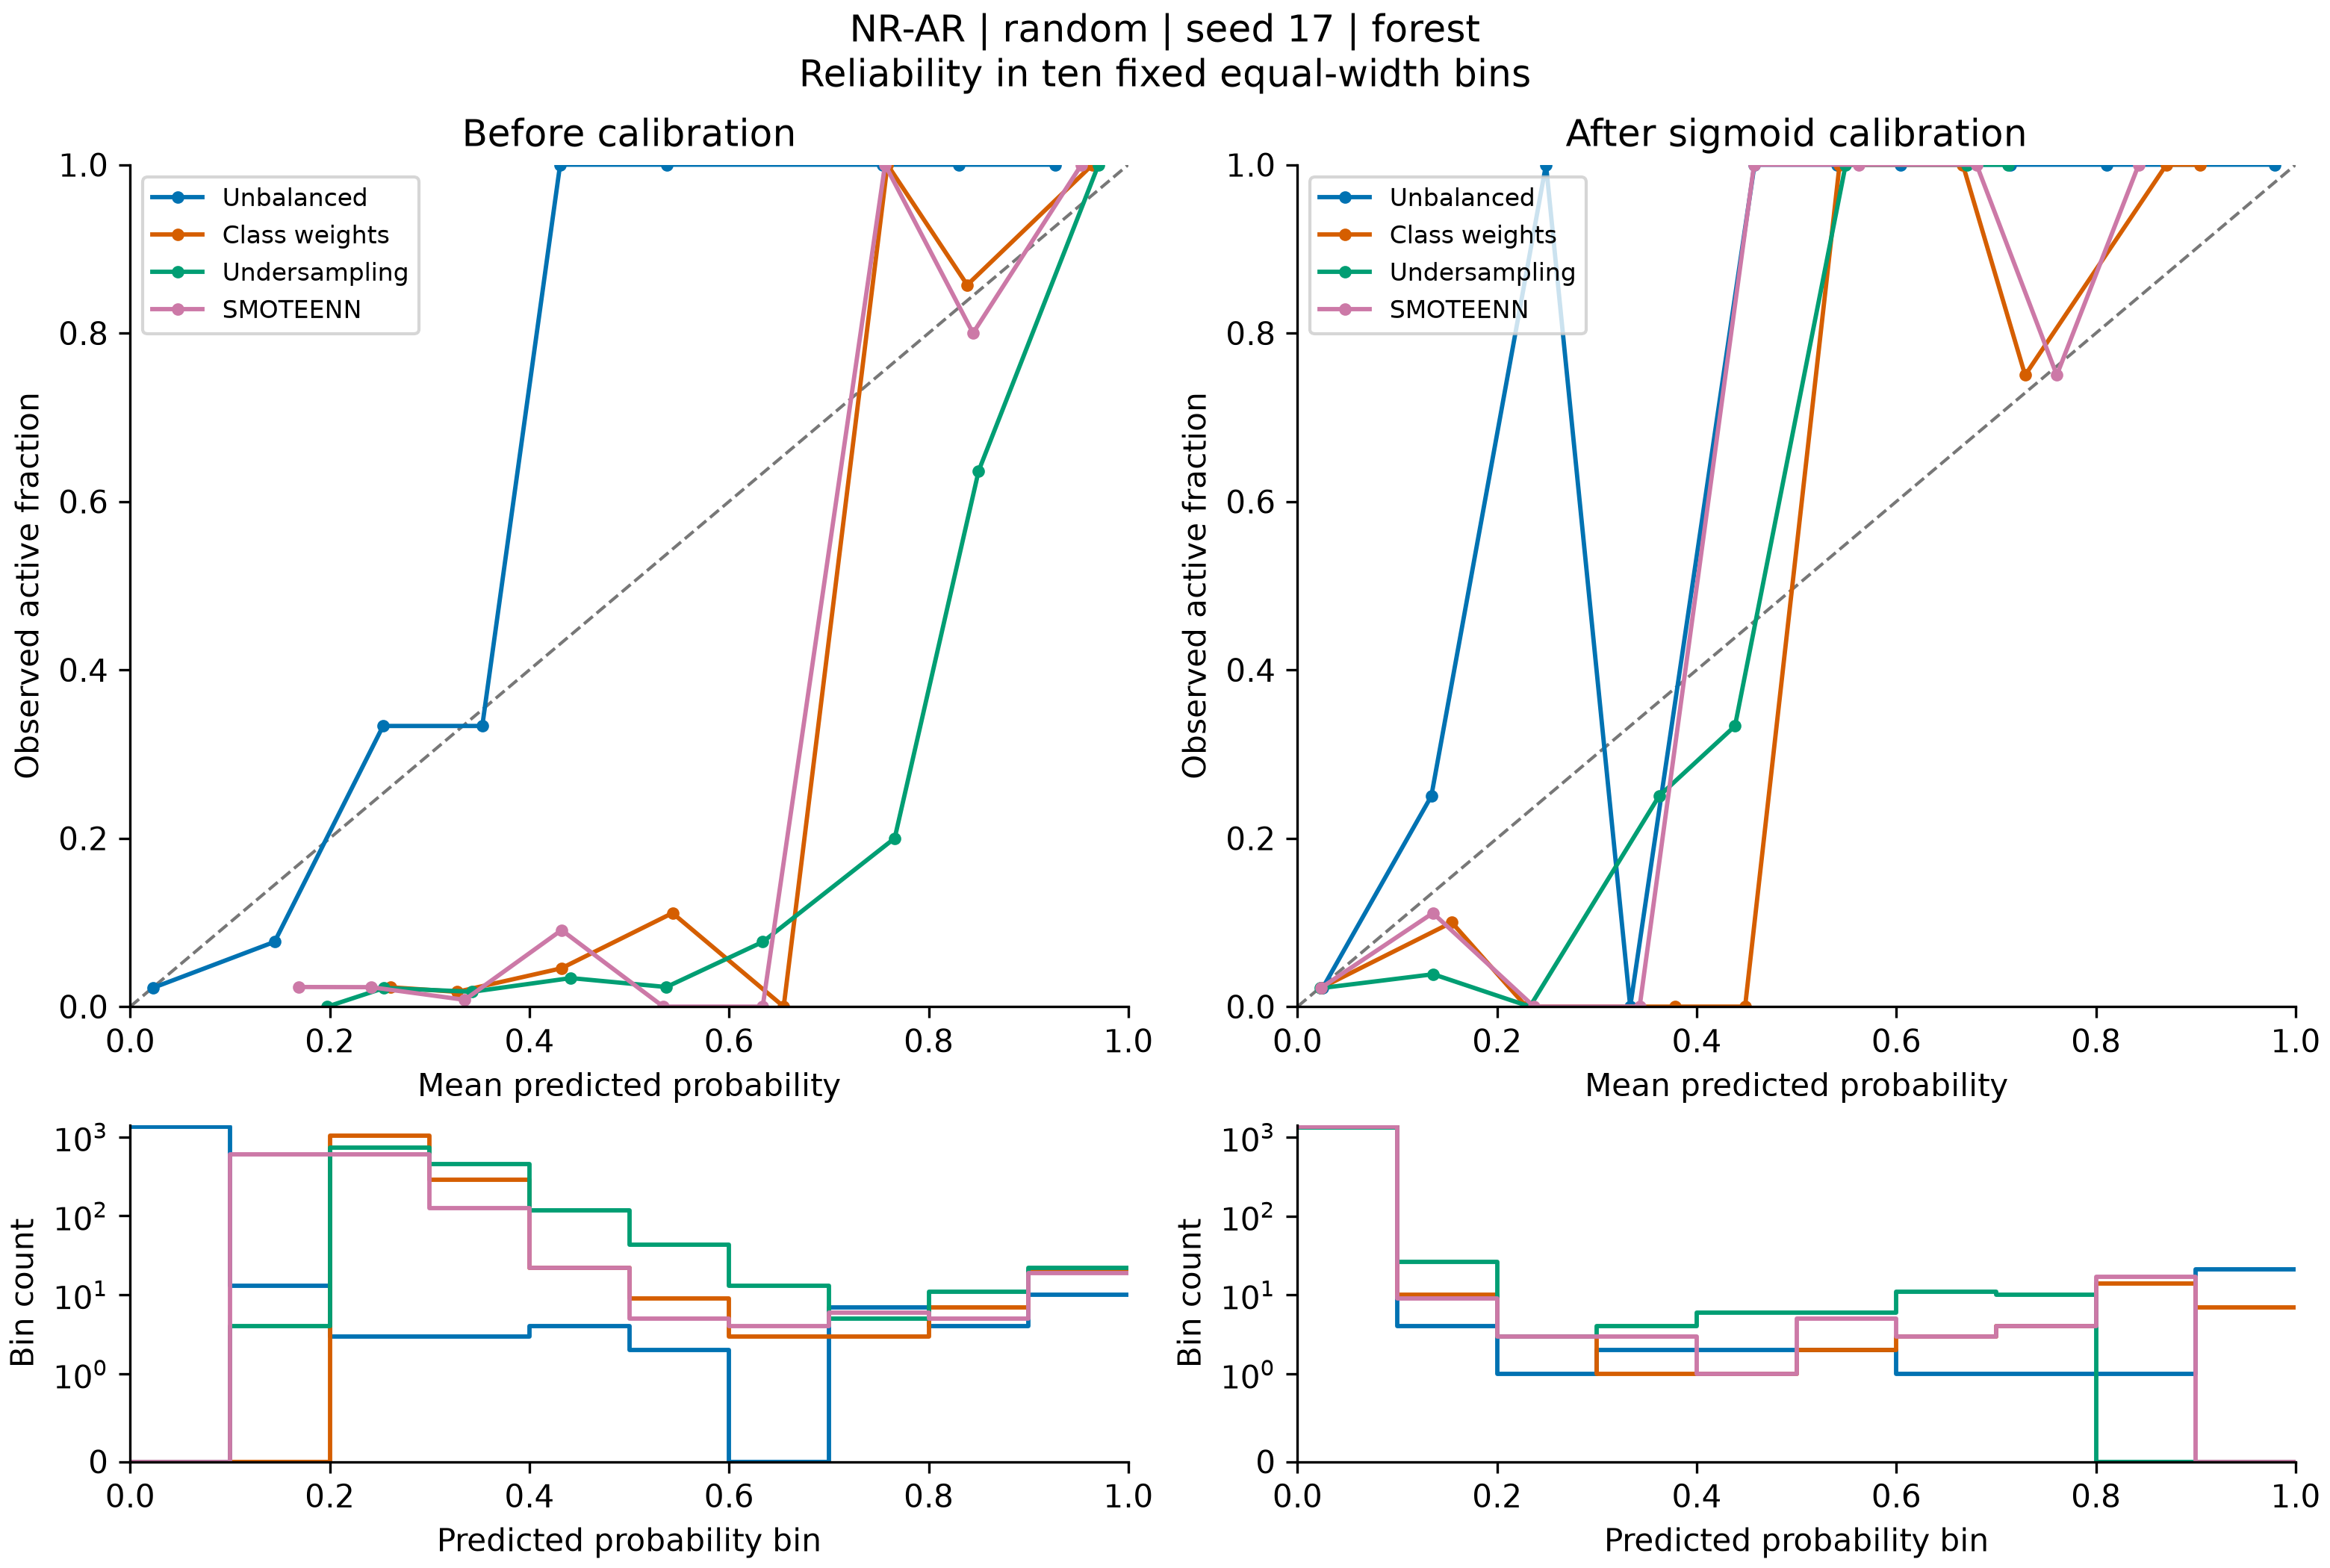 NR-AR | random | seed 17 | forest
Reliability in ten fixed equal-width bins
Before calibration
1.0
0.8
0.6
0.4
0.2
0.0
Observed active fraction
Unbalanced
Class weights
Undersampling
SMOTEENN
0.0 0.2 0.4 0.6 0.8 1.0
Mean predicted probability
After sigmoid calibration
1.0
0.8
0.6
0.4
0.2
0.0
Observed active fraction
Unbalanced
Class weights
Undersampling
SMOTEENN
0.0 0.2 0.4 0.6 0.8 1.0
Mean predicted probability
10³
10²
10¹
10⁰
0
Bin count
0.0 0.2 0.4 0.6 0.8 1.0
Predicted probability bin
10³
10²
10¹
10⁰
0
Bin count
0.0 0.2 0.4 0.6 0.8 1.0
Predicted probability bin